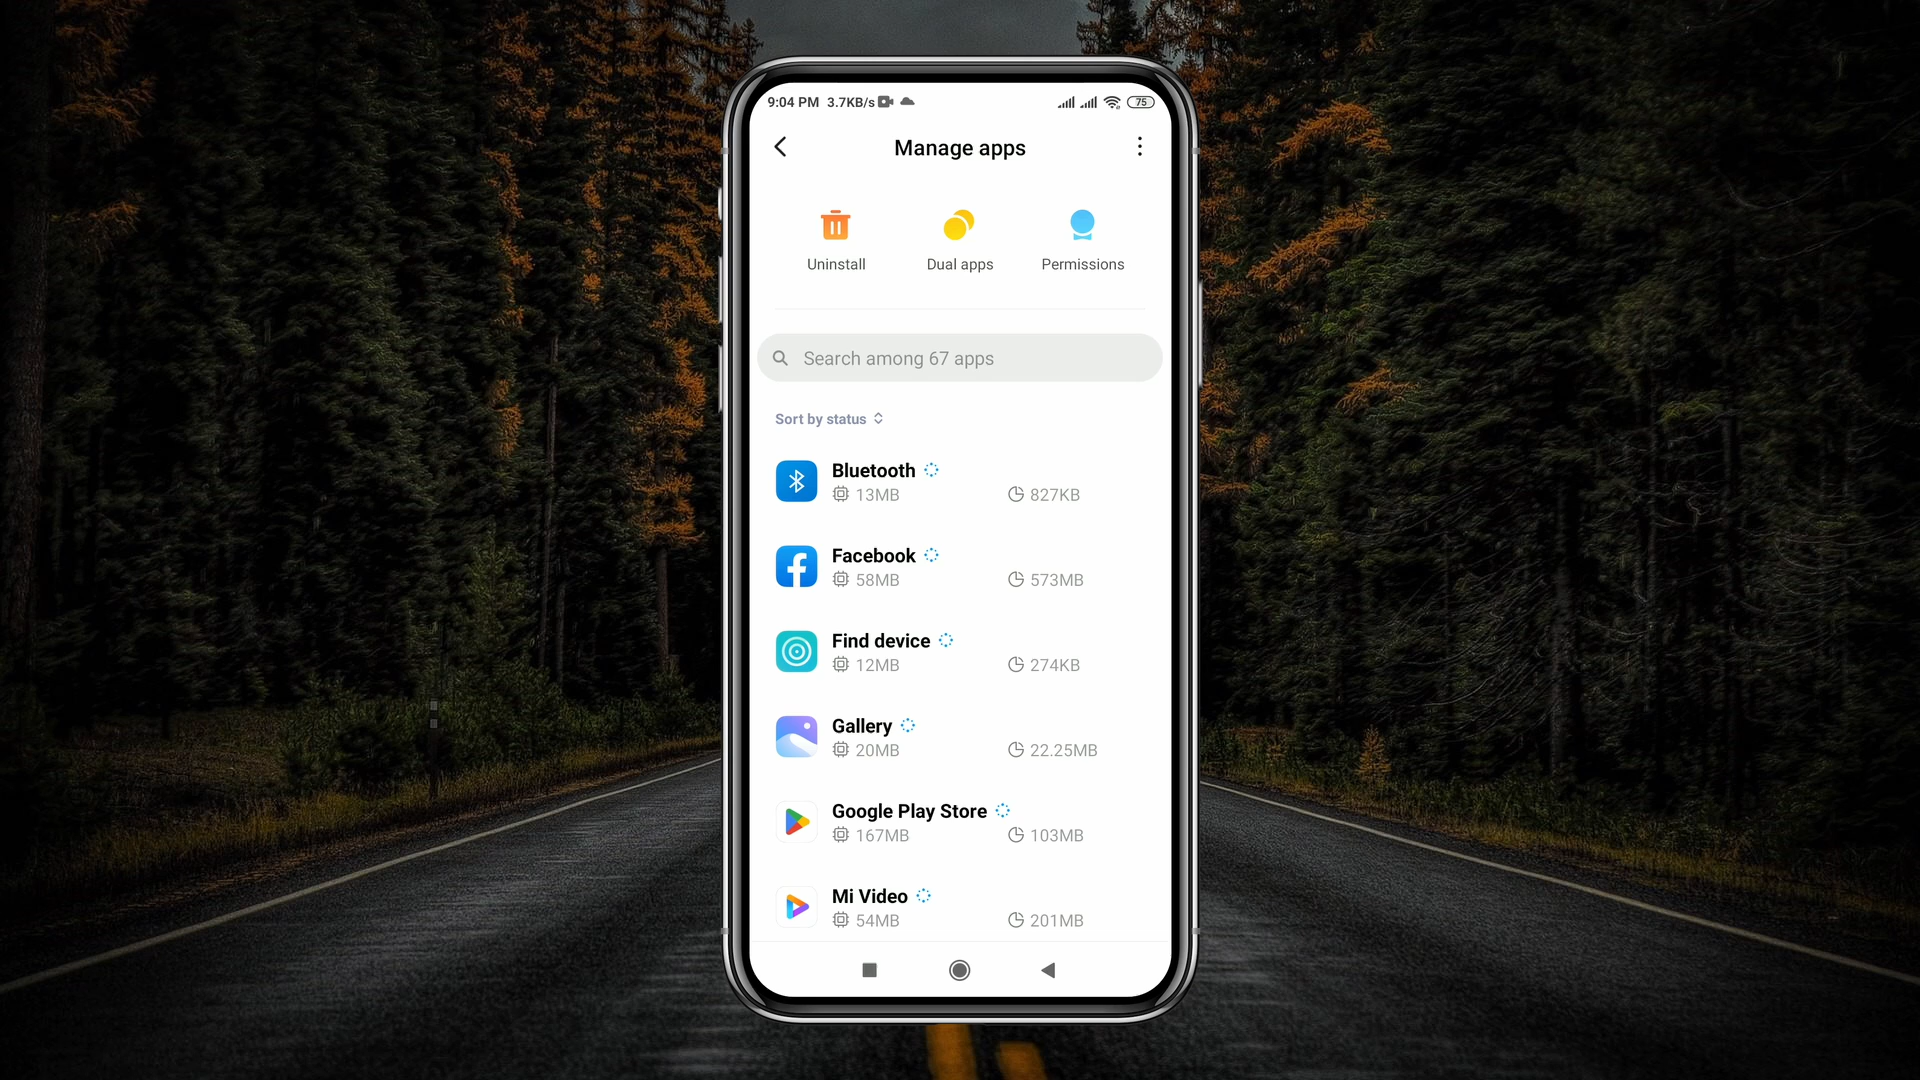 9:04 PM 3.7KB/s 75
Manage apps
Uninstall Dual apps Permissions
Search among 67 apps
Sort by status
Bluetooth
13MB 827KB
Facebook
58MB 573MB
Find device
12MB 274KB
Gallery
20MB 22.25MB
Google Play Store
167MB 103MB
Mi Video
54MB 201MB